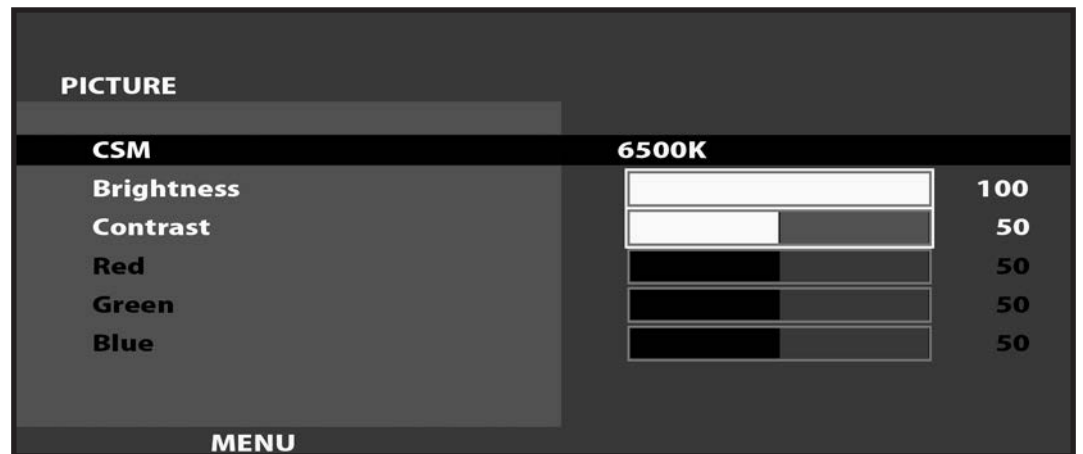 PICTURE
CSM 6500K
Brightness 100
Contrast 50
Red 50
Green 50
Blue 50
MENU